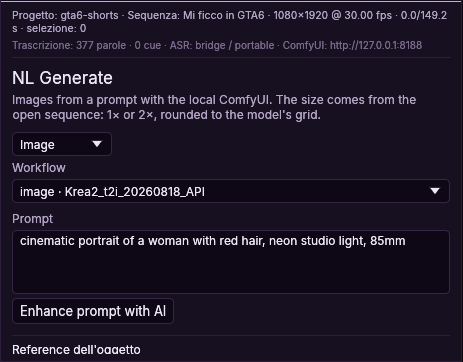 Progetto: gta6-shorts · Sequenza: Mi ficco in GTA6 · 1080×1920 @ 30.00 fps · 0.0/149.2
s · selezione: 0
Trascrizione: 377 parole · 0 cue · ASR: bridge / portable · ComfyUI: http://127.0.0.1:8188
NL Generate
Images from a prompt with the local ComfyUI. The size comes from the
open sequence: 1× or 2×, rounded to the model's grid.
Image
Workflow
image · Krea2_t2i_20260818_API
Prompt
cinematic portrait of a woman with red hair, neon studio light, 85mm
Enhance prompt with AI
Reference dell'oggetto